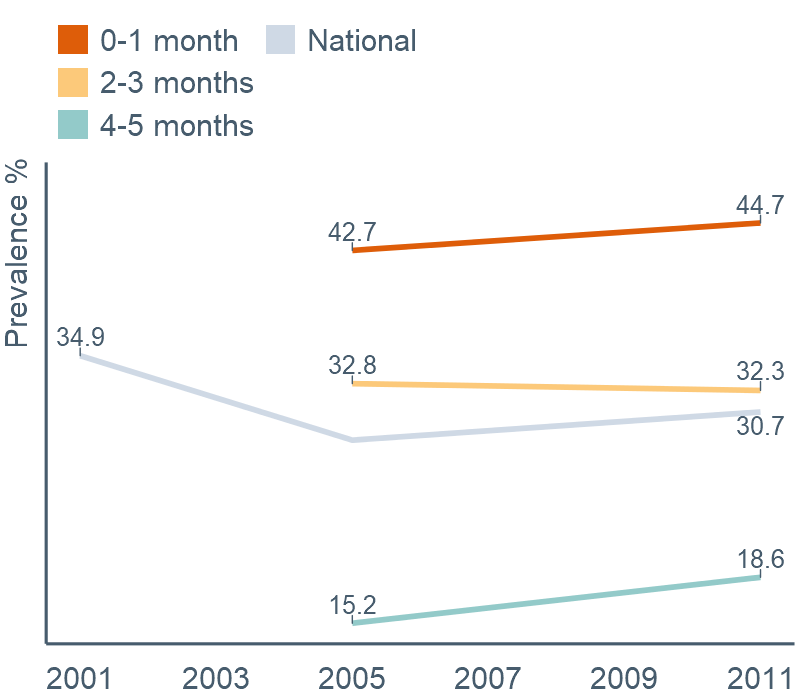 0-1 month National
2-3 months
4-5 months
Prevalence %
44.7
42.7
34.9
32.8
32.3
30.7
18.6
15.2
2001 2003 2005 2007 2009 2011